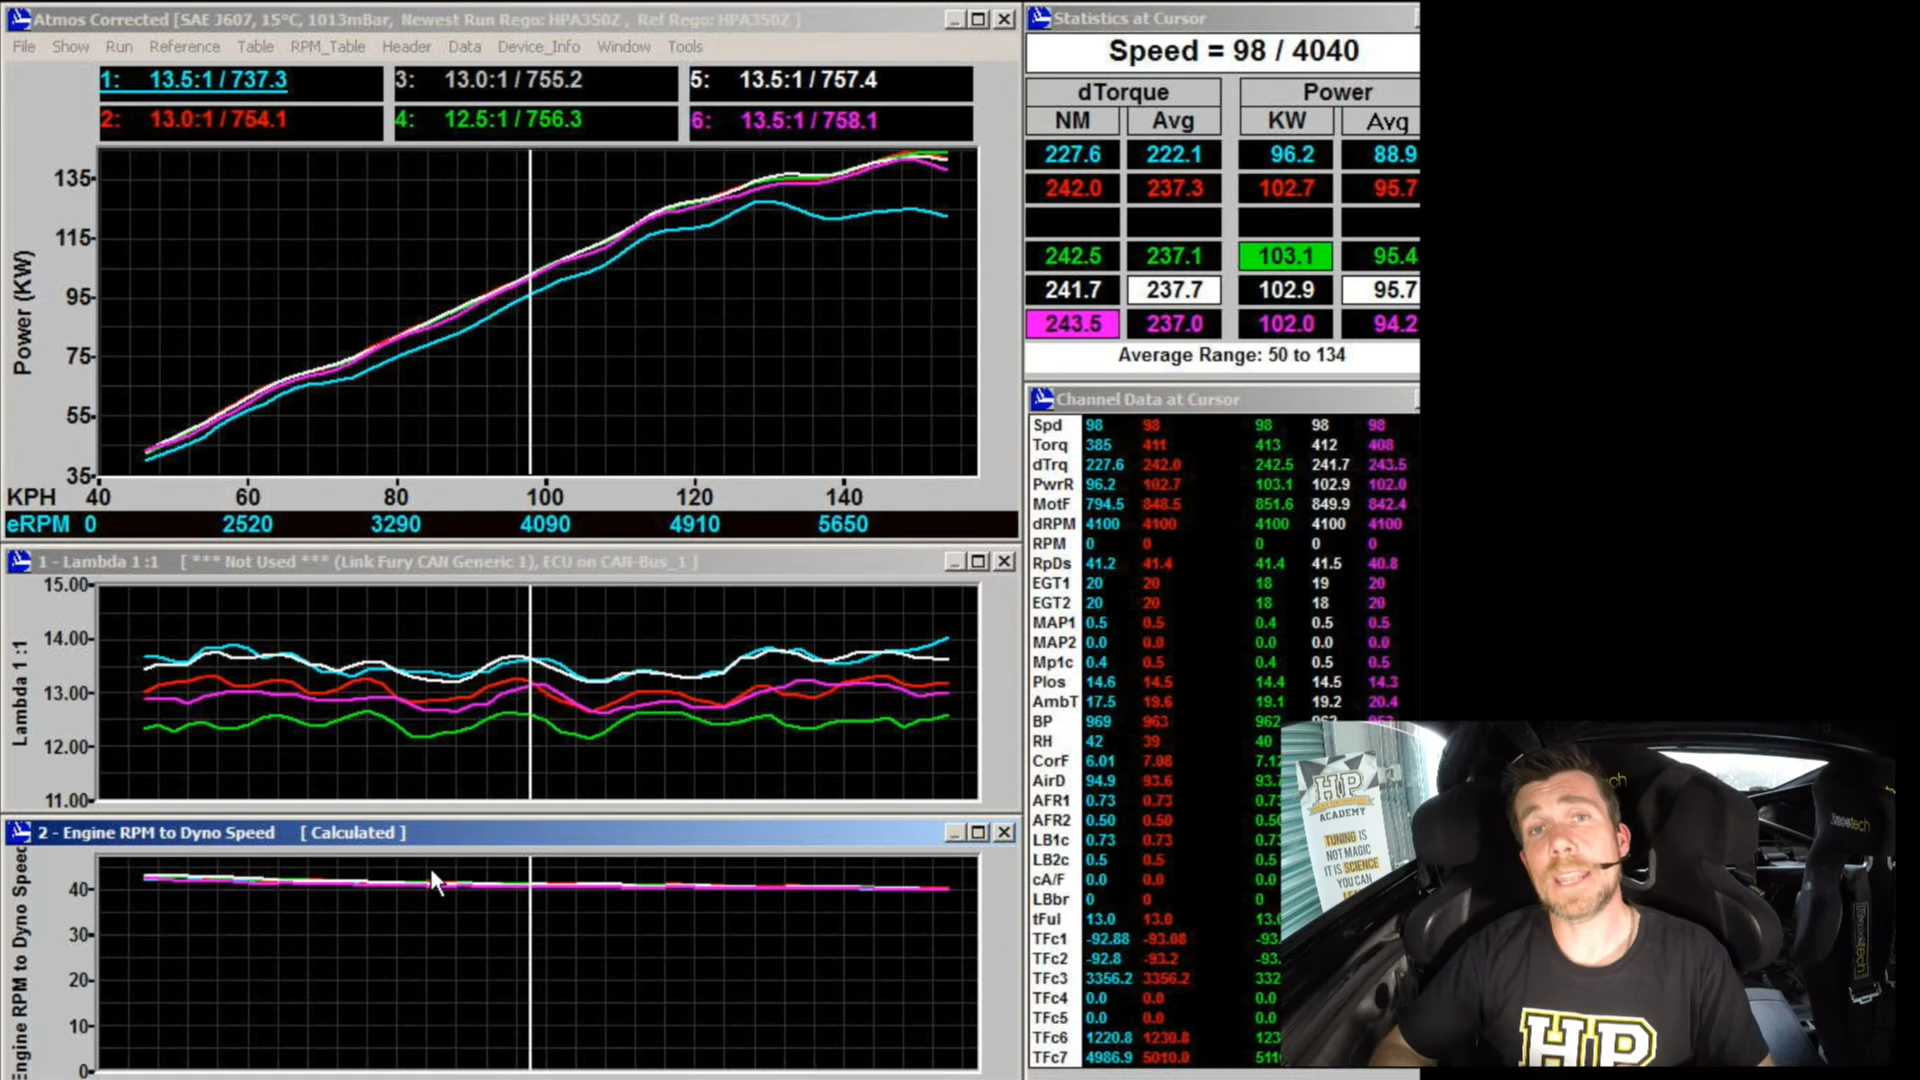 Atmos Corrected [SAE J607, 15°C, 1013mBar, Newest Run Rego: HPA350Z , Ref Rego: HPA350Z ]
File Show Run Reference Table RPM_Table Header Data Device_Info Window Tools
1: 13.5:1 / 737.3 3: 13.0:1 / 755.2 5: 13.5:1 / 757.4
2: 13.0:1 / 754.1 4: 12.5:1 / 756.3 6: 13.5:1 / 758.1
Power (KW)
135
115
95
75
55
35
KPH 40 60 80 100 120 140
eRPM 0 2520 3290 4090 4910 5650
1 - Lambda 1 :1 [ *** Not Used *** (Link Fury CAN Generic 1), ECU on CAN-Bus_1 ]
Lambda 1 :1
15.00
14.00
13.00
12.00
11.00
2 - Engine RPM to Dyno Speed [ Calculated ]
Engine RPM to Dyno Speed
40
30
20
10
0
Statistics at Cursor
Speed = 98 / 4040
dTorque Power
NM Avg KW Avg
227.6 222.1 96.2 88.9
242.0 237.3 102.7 95.7
242.5 237.1 103.1 95.4
241.7 237.7 102.9 95.7
243.5 237.0 102.0 94.2
Average Range: 50 to 134
Channel Data at Cursor
Spd 98 98 98 98 98
Torq 385 411 413 412 408
dTrq 227.6 242.0 242.5 241.7 243.5
PwrR 96.2 102.7 103.1 102.9 102.0
MotF 794.5 848.5 851.6 849.9 842.4
dRPM 4100 4100 4100 4100 4100
RPM 0 0 0 0 0
RpDs 41.2 41.4 41.4 41.5 40.8
EGT1 20 20 18 19 20
EGT2 20 20 18 18 20
MAP1 0.5 0.5 0.4 0.5 0.5
MAP2 0.0 0.0 0.0 0.0 0.0
Mp1c 0.4 0.5 0.4 0.5 0.5
Plos 14.6 14.5 14.4 14.5 14.3
AmbT 17.5 19.6 19.1 19.2 20.4
BP 969 963 962
RH 42 39 40
CorF 6.01 7.08 7.12
AirD 94.9 93.6 93.
AFR1 0.73 0.73 0.73
AFR2 0.50 0.50 0.50
LB1c 0.73 0.73 0.73
LB2c 0.5 0.5 0.5
cA/F 0.0 0.0 0.0
LBbr 0 0 0
tFul 13.0 13.0 13.0
TFc1 -92.88 -93.08 -93.
TFc2 -92.8 -93.2 -93.
TFc3 3356.2 3356.2 332
TFc4 0.0 0.0 0.0
TFc5 0.0 0.0 0.0
TFc6 1220.8 1230.8 123
TFc7 4986.9 5010.0 511
HP
ACADEMY
TUNING IS
NOT MAGIC
IT IS SCIENCE
YOU CAN
HP